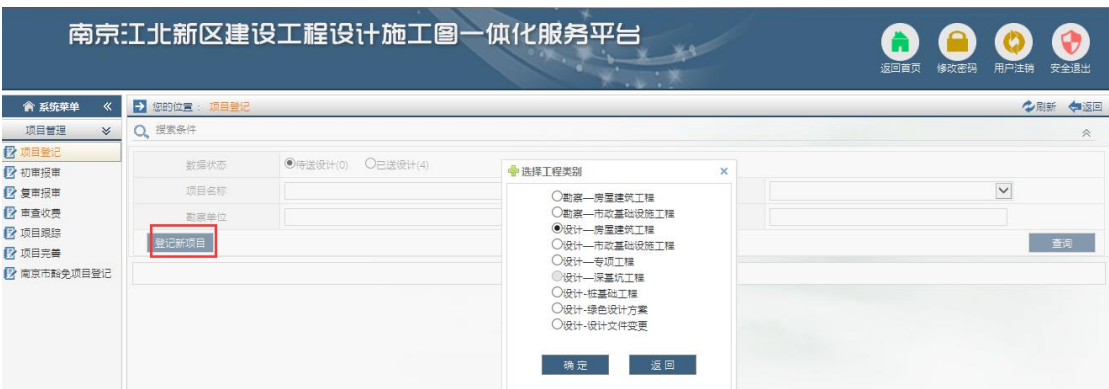 南京江北新区建设工程设计施工图一体化服务平台
返回首页 修改密码 用户注销 安全退出
系统菜单
您的位置： 项目登记
刷新 返回
项目管理
搜索条件
项目登记
初审报审
复审报审
审查收费
项目跟踪
项目完善
南京市豁免项目登记
数据状态
待送设计(0) 已送设计(4)
项目名称
勘察单位
登记新项目
查询
选择工程类别
×
勘察—房屋建筑工程
勘察—市政基础设施工程
设计—房屋建筑工程
设计—市政基础设施工程
设计—专项工程
设计—深基坑工程
设计-桩基础工程
设计-绿色设计方案
设计-设计文件变更
确 定 返 回